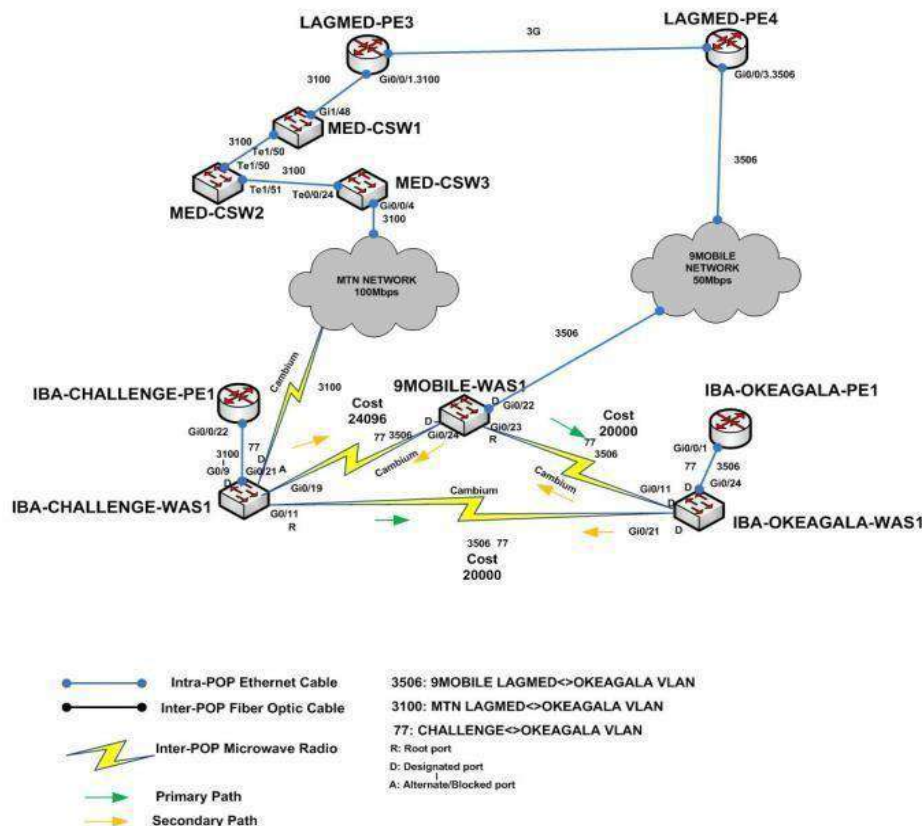 LAGMED-PE3
LAGMED-PE4
3G
3100
Gi0/0/1.3100
Gi0/0/3.3506
Gi1/48
MED-CSW1
3100
Te1/50
Te1/50
3100
3506
Te1/51
Te0/0/24
MED-CSW3
MED-CSW2
Gi0/0/4
3100
MTN NETWORK
100Mbps
9MOBILE
NETWORK
50Mbps
3506
Cambium
3100
9MOBILE-WAS1
IBA-CHALLENGE-PE1
IBA-OKEAGALA-PE1
D
Gi0/22
Cost
24096
D
Gi0/23
Cost
20000
Gi0/0/22
77 3506
Gi0/24
R
77
3506
Gi0/0/1
3100
77
G0/9
D
Gi0/21
A
Cambium
Cambium
77
3506
D
Gi0/24
D
Gi0/19
Cambium
Gi0/11
D
IBA-CHALLENGE-WAS1
G0/11
R
Gi0/21
D
IBA-OKEAGALA-WAS1
3506 77
Cost
20000
Intra-POP Ethernet Cable
3506: 9MOBILE LAGMED<>OKEAGALA VLAN
Inter-POP Fiber Optic Cable
3100: MTN LAGMED<>OKEAGALA VLAN
77: CHALLENGE<>OKEAGALA VLAN
Inter-POP Microwave Radio
R: Root port
D: Designated port
A: Alternate/Blocked port
Primary Path
Secondary Path